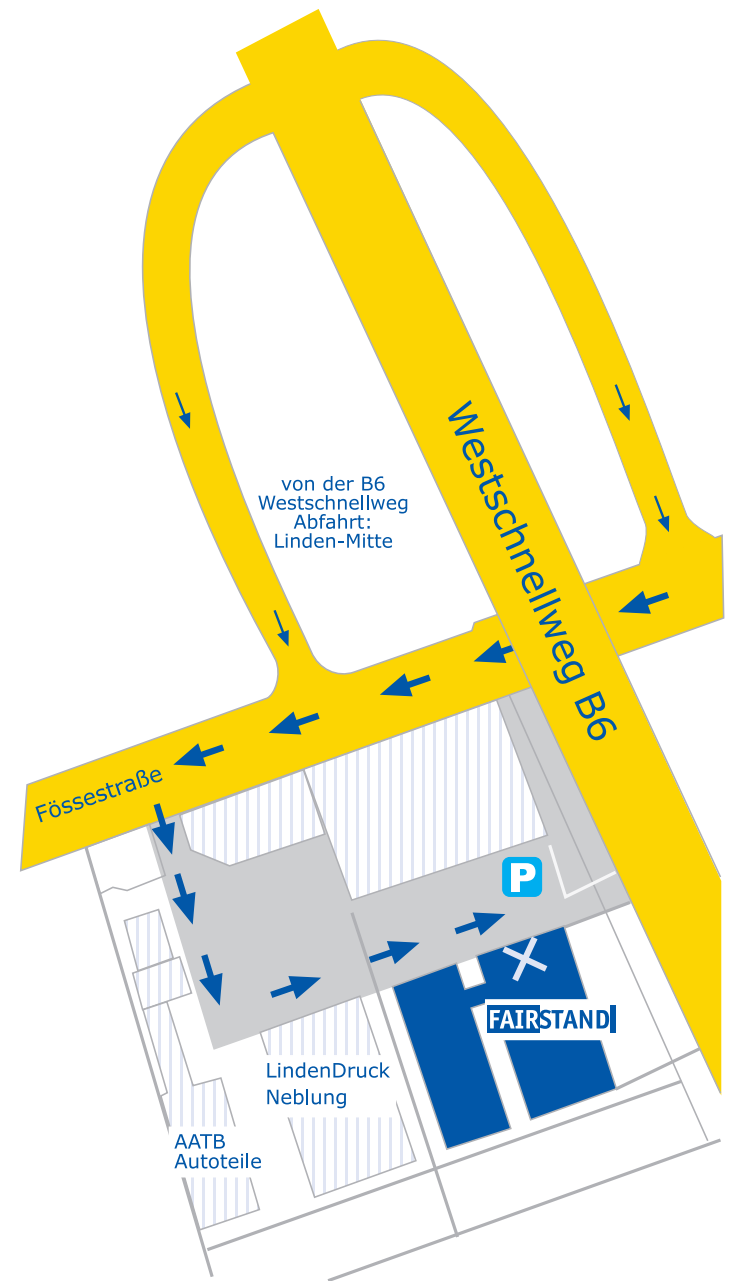 von der B6
Westschnellweg
Abfahrt:
Linden-Mitte
Westschnellweg B6
Fössestraße
P
FAIRSTAND
LindenDruck
Neblung
AATB
Autoteile